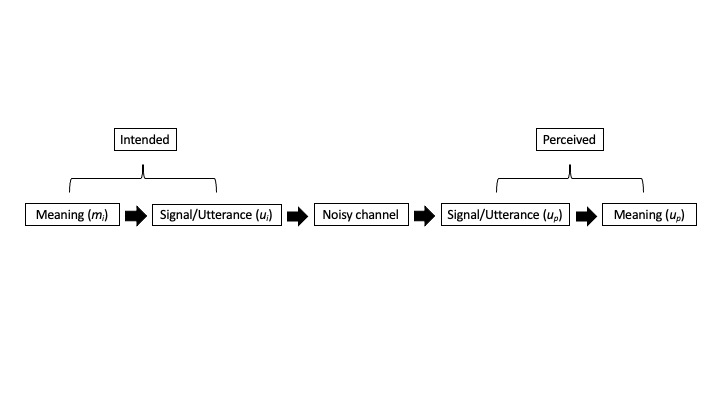 Intended
Perceived
Meaning (mi)
Signal/Utterance (ui)
Noisy channel
Signal/Utterance (up)
Meaning (up)